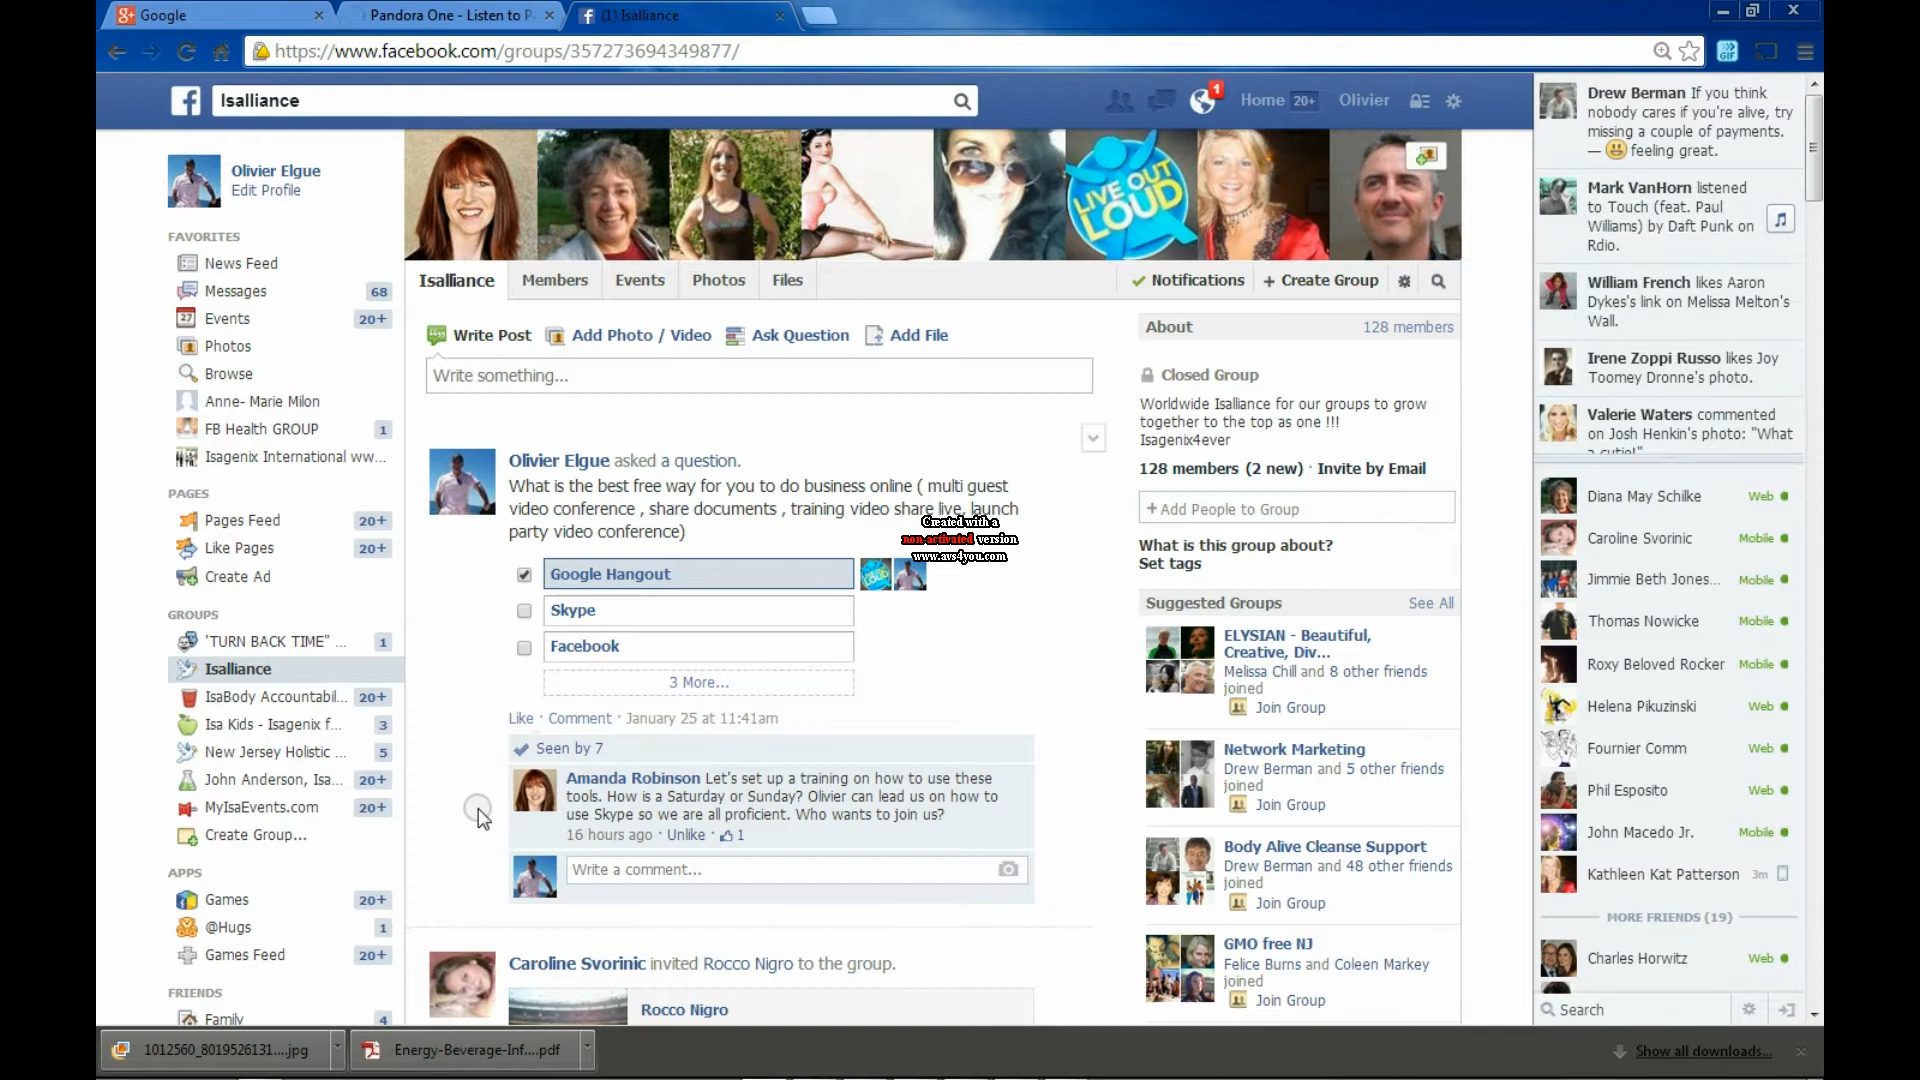 Google
Pandora One - Listen to P
(1) Isalliance
https://www.facebook.com/groups/357273694349877/
Isalliance
1
Home 20+
Olivier
Olivier Elgue
Edit Profile
FAVORITES
News Feed
Messages 68
Events 20+
Photos
Browse
Anne- Marie Milon
FB Health GROUP 1
Isagenix International ww...
PAGES
Pages Feed 20+
Like Pages 20+
Create Ad
GROUPS
'TURN BACK TIME" ... 1
Isalliance
IsaBody Accountabil... 20+
Isa Kids - Isagenix f... 3
New Jersey Holistic ... 5
John Anderson, Isa... 20+
MyIsaEvents.com 20+
Create Group...
APPS
Games 20+
@Hugs 1
Games Feed 20+
FRIENDS
Family 4
LIVE OUT
LOUD
Isalliance Members Events Photos Files
Notifications + Create Group
Write Post Add Photo / Video Ask Question Add File
Write something...
Olivier Elgue asked a question.
What is the best free way for you to do business online ( multi guest
video conference , share documents , training video share live, launch
party video conference)
Created with a
non-activated version
www.avs4you.com
Google Hangout
Skype
Facebook
3 More...
Like · Comment · January 25 at 11:41am
Seen by 7
Amanda Robinson Let's set up a training on how to use these
tools. How is a Saturday or Sunday? Olivier can lead us on how to
use Skype so we are all proficient. Who wants to join us?
16 hours ago · Unlike · 1
Write a comment...
Caroline Svorinic invited Rocco Nigro to the group.
Rocco Nigro
About 128 members
Closed Group
Worldwide Isalliance for our groups to grow
together to the top as one !!!
Isagenix4ever
128 members (2 new) · Invite by Email
+ Add People to Group
What is this group about?
Set tags
Suggested Groups See All
ELYSIAN - Beautiful,
Creative, Div...
Melissa Chill and 8 other friends
joined
Join Group
Network Marketing
Drew Berman and 5 other friends
joined
Join Group
Body Alive Cleanse Support
Drew Berman and 48 other friends
joined
Join Group
GMO free NJ
Felice Burns and Coleen Markey
joined
Join Group
Drew Berman If you think
nobody cares if you're alive, try
missing a couple of payments.
— feeling great.
Mark VanHorn listened
to Touch (feat. Paul
Williams) by Daft Punk on
Rdio.
William French likes Aaron
Dykes's link on Melissa Melton's
Wall.
Irene Zoppi Russo likes Joy
Toomey Dronne's photo.
Valerie Waters commented
on Josh Henkin's photo: "What
a cutie!"
Diana May Schilke Web
Caroline Svorinic Mobile
Jimmie Beth Jones... Mobile
Thomas Nowicke Mobile
Roxy Beloved Rocker Mobile
Helena Pikuzinski Web
Fournier Comm Web
Phil Esposito Web
John Macedo Jr. Mobile
Kathleen Kat Patterson 3m
MORE FRIENDS (19)
Charles Horwitz Web
Search
1012560_8019526131....jpg
Energy-Beverage-Inf....pdf
Show all downloads...